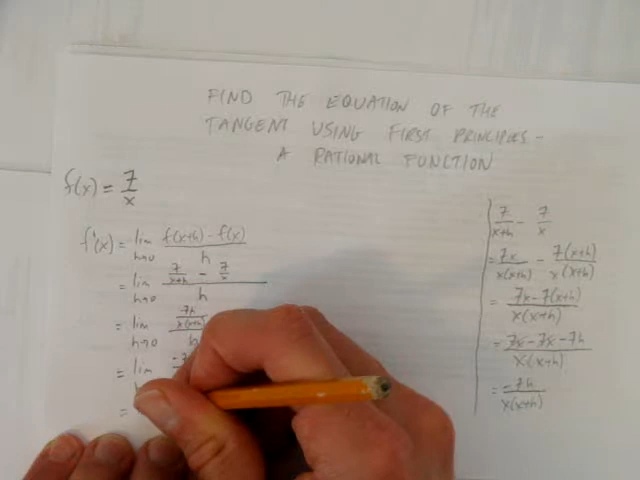 FIND THE EQUATION OF THE
TANGENT USING FIRST PRINCIPLES -
A RATIONAL FUNCTION
f(x) = 7/x
f'(x) = lim h→0 (f(x+h) - f(x))/h
= lim h→0 (7/(x+h) - 7/x)/h
= lim h→0 (7h/(x(x+h)))/h
= lim
=
7/(x+h) - 7/x
= 7x/(x(x+h)) - 7(x+h)/(x(x+h))
= (7x - 7(x+h))/(x(x+h))
= (7x - 7x - 7h)/(x(x+h))
= -7h/(x(x+h))